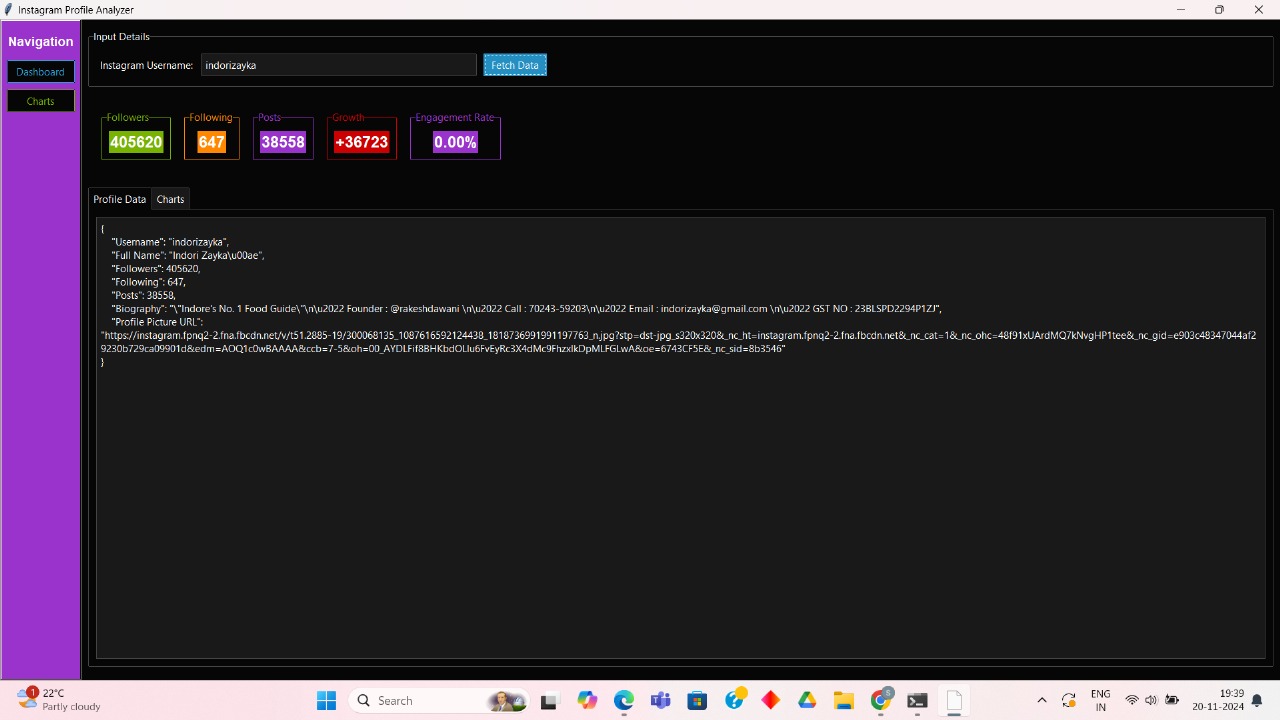 Instagram Profile Analyzer
Navigation
Dashboard
Charts
Input Details
Instagram Username: indorizayka Fetch Data
Followers Following Posts Growth Engagement Rate
405620 647 38558 +36723 0.00%
Profile Data Charts
{
"Username": "indorizayka",
"Full Name": "Indori Zayka\u00ae",
"Followers": 405620,
"Following": 647,
"Posts": 38558,
"Biography": "\"Indore's No. 1 Food Guide\"\n\u2022 Founder : @rakeshdawani \n\u2022 Call : 70243-59203\n\u2022 Email : indorizayka@gmail.com \n\u2022 GST NO : 23BLSPD2294P1ZJ",
"Profile Picture URL":
"https://instagram.fpnq2-2.fna.fbcdn.net/v/t51.2885-19/300068135_1087616592124438_1818736991991197763_n.jpg?stp=dst-jpg_s320x320&_nc_ht=instagram.fpnq2-2.fna.fbcdn.net&_nc_cat=1&_nc_ohc=48f91xUArdMQ7kNvgHP1tee&_nc_gid=e903c48347044af2
9230b729ca09901d&edm=AOQ1c0wBAAAA&ccb=7-5&oh=00_AYDLFif8BHKbdOLIu6FvEyRc3X4dMc9FhzxlkDpMLFGLwA&oe=6743CF5E&_nc_sid=8b3546"
}
1
22°C
Partly cloudy
Search
S
ENG
IN
19:39
20-11-2024